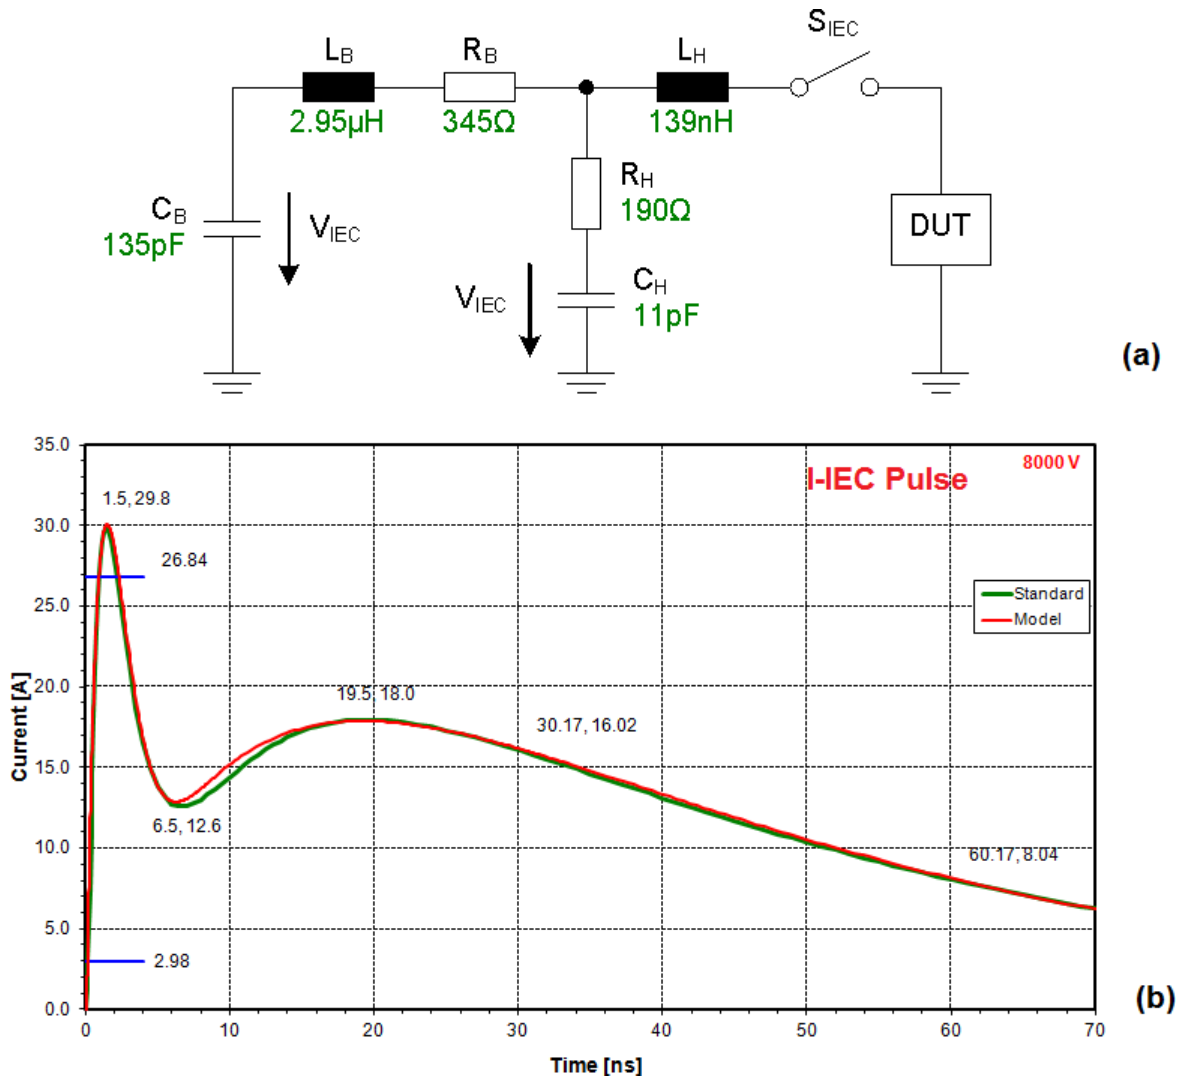 S_IEC
L_B R_B L_H
2.95µH 345Ω 139nH
R_H
190Ω
C_B
135pF
V_IEC
DUT
C_H
11pF
V_IEC
(a)
35.0
30.0
25.0
20.0
15.0
10.0
5.0
0.0
Current [A]
I-IEC Pulse
8000 V
1.5, 29.8
26.84
Standard
Model
19.5, 18.0
30.17, 16.02
6.5, 12.6
60.17, 8.04
2.98
(b)
0 10 20 30 40 50 60 70
Time [ns]